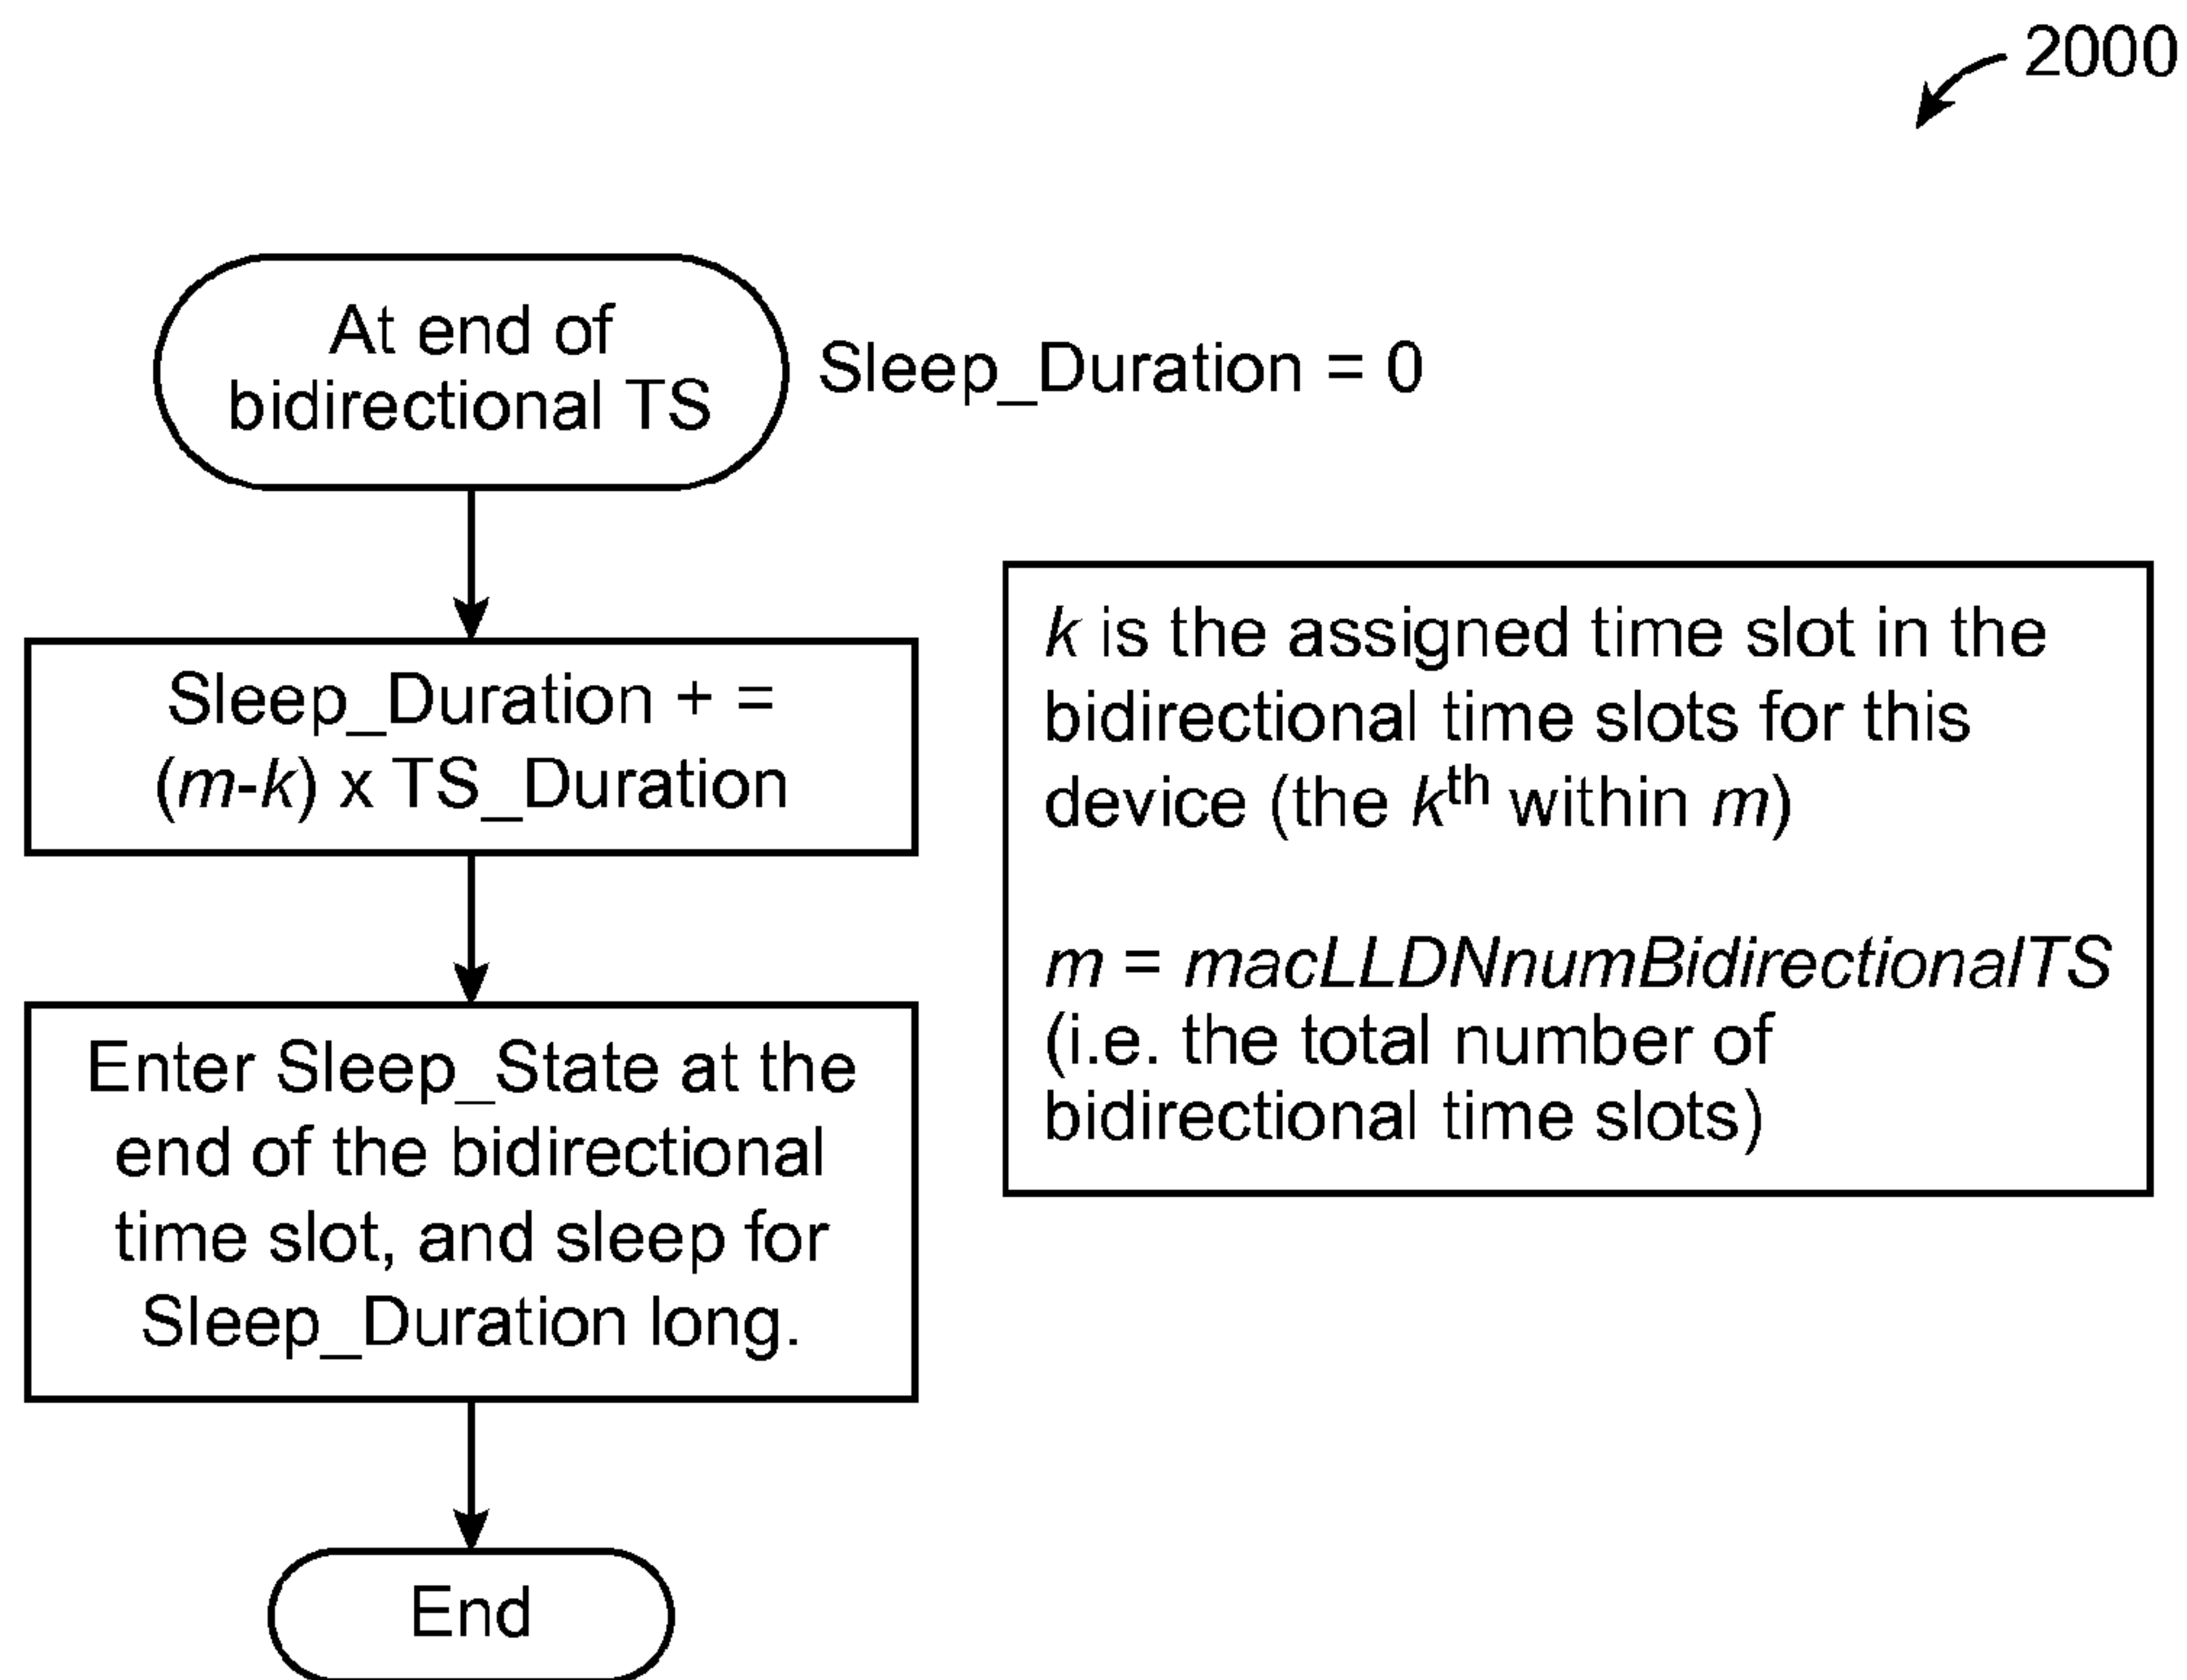 2000
At end of
bidirectional TS
Sleep_Duration = 0
Sleep_Duration + =
(m-k) x TS_Duration
k is the assigned time slot in the
bidirectional time slots for this
device (the kth within m)
m = macLLDNnumBidirectionalTS
(i.e. the total number of
bidirectional time slots)
Enter Sleep_State at the
end of the bidirectional
time slot, and sleep for
Sleep_Duration long.
End